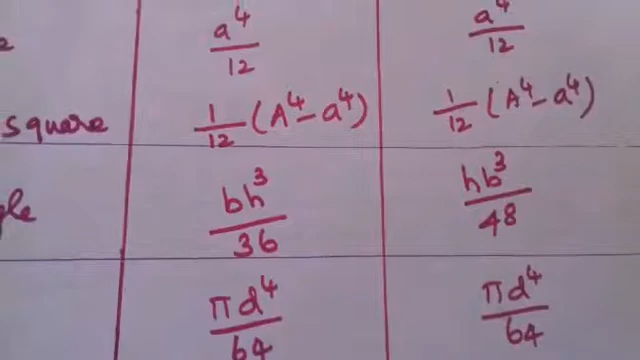 a⁴/12 a⁴/12
square 1/12 (A⁴ - a⁴) 1/12 (A⁴ - a⁴)
gle bh³/36 hb³/48
πd⁴/64 πd⁴/64